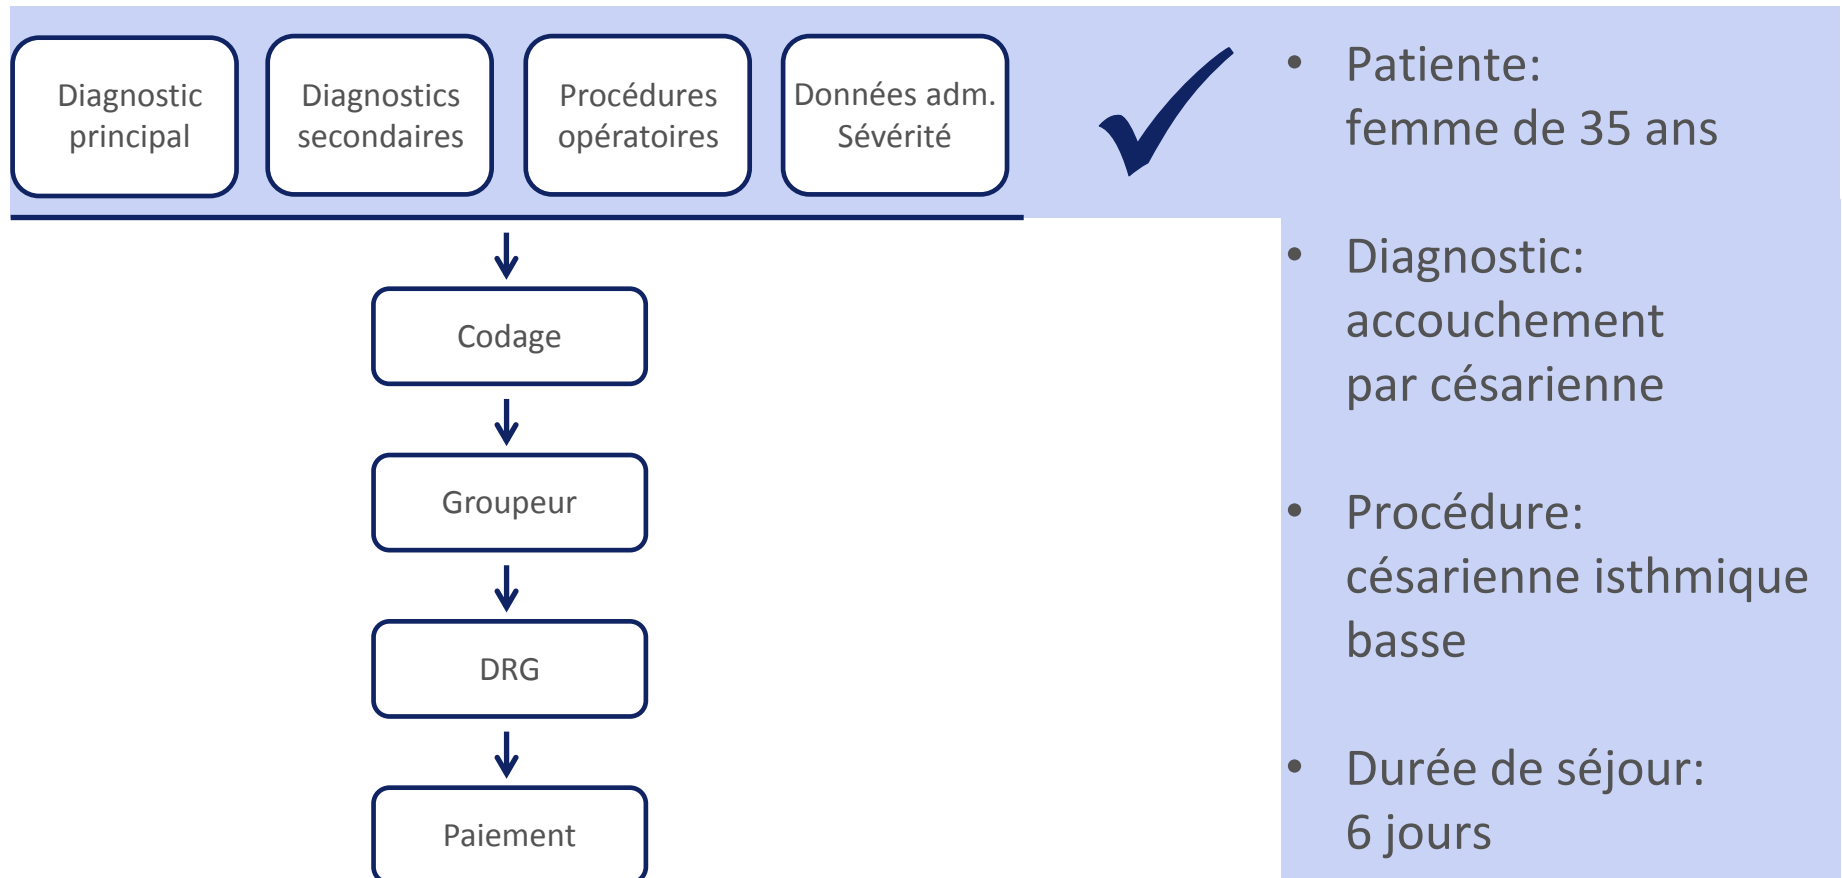 Diagnostic
principal
Diagnostics
secondaires
Procédures
opératoires
Données adm.
Sévérité
Codage
Groupeur
DRG
Paiement
• Patiente:
femme de 35 ans
• Diagnostic:
accouchement
par césarienne
• Procédure:
césarienne isthmique
basse
• Durée de séjour:
6 jours